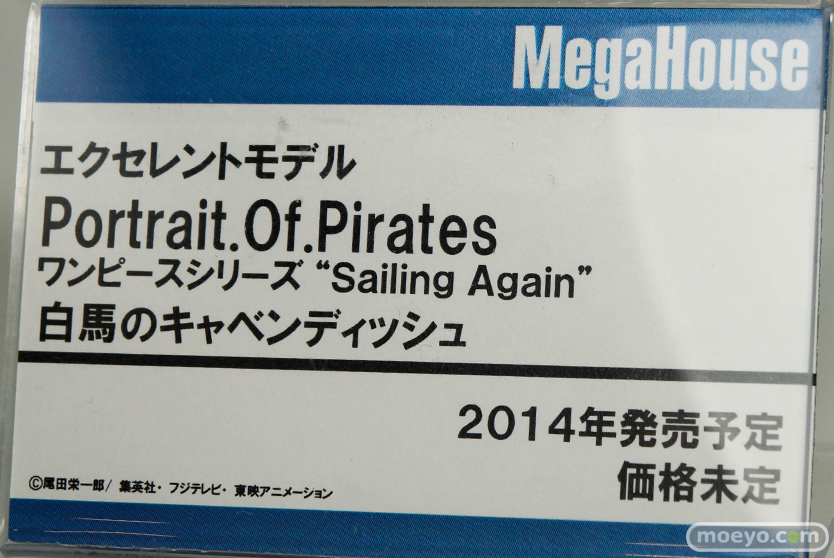 MegaHouse
エクセレントモデル
Portrait.Of.Pirates
ワンピースシリーズ “Sailing Again”
白馬のキャベンディッシュ
2014年発売予定
価格未定
©尾田栄一郎/ 集英社・フジテレビ・東映アニメーション
moeyo.com